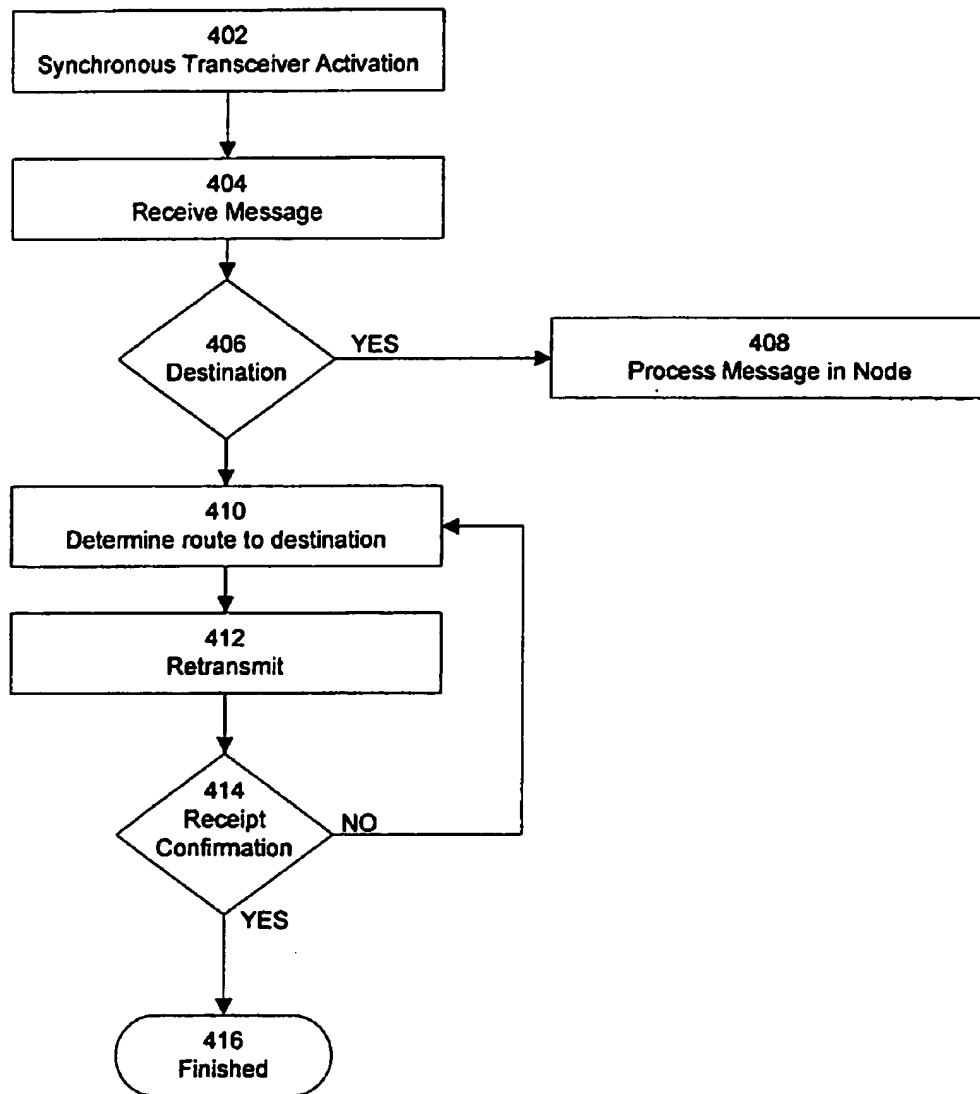 402
Synchronous Transceiver Activation
404
Receive Message
406
Destination
YES
408
Process Message in Node
410
Determine route to destination
412
Retransmit
414
Receipt
Confirmation
NO
YES
416
Finished